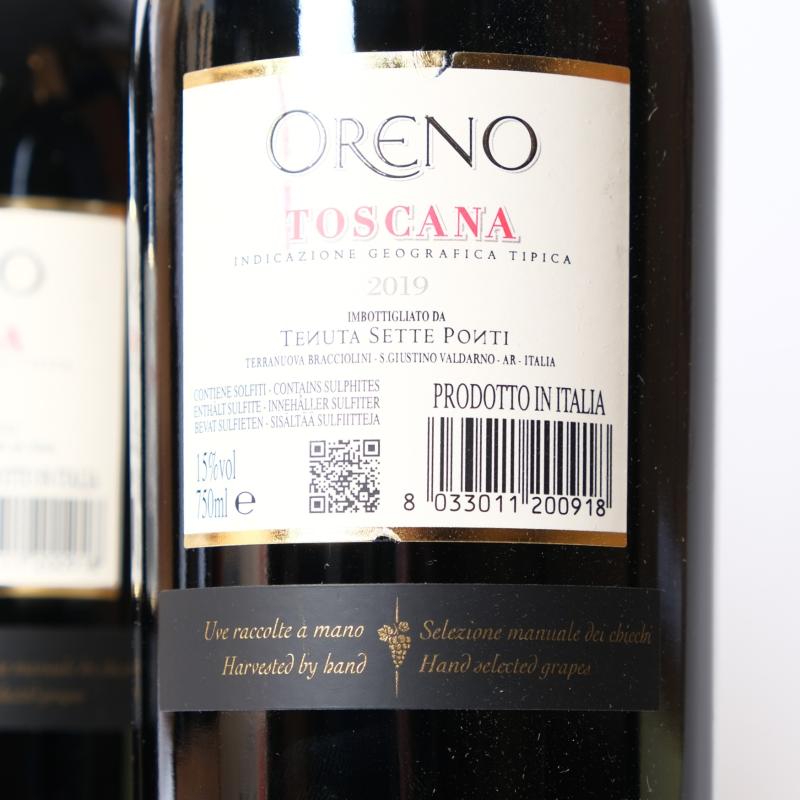 ORENO
TOSCANA
INDICAZIONE GEOGRAFICA TIPICA
2019
IMBOTTIGLIATO DA
TENUTA SETTE PONTI
TERRANUOVA BRACCIOLINI - S.GIUSTINO VALDARNO - AR - ITALIA
CONTIENE SOLFITI - CONTAINS SULPHITES
ENTHALT SULFITE - INNEHÅLLER SULFITER
BEVAT SULFIETEN - SISÄLTÄÄ SULFIITTEJA
PRODOTTO IN ITALIA
15%vol
750ml e
8 033011 200918
Uve raccolte a mano
Harvested by hand
Selezione manuale dei chicchi
Hand selected grapes